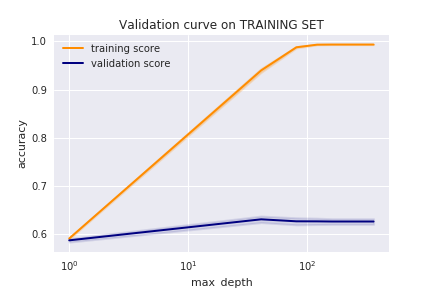 Validation curve on TRAINING SET
training score
validation score
accuracy
1.0
0.9
0.8
0.7
0.6
10⁰ 10¹ 10²
max_depth